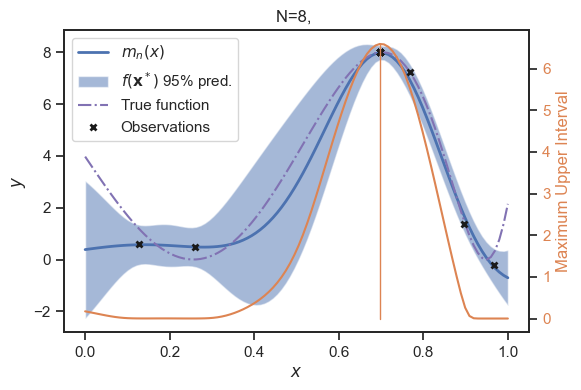 N=8,
mₙ(x)
f(x*) 95% pred.
True function
Observations
y
8
6
4
2
0
−2
0.0
0.2
0.4
0.6
0.8
1.0
x
6
5
4
3
2
1
0
Maximum Upper Interval